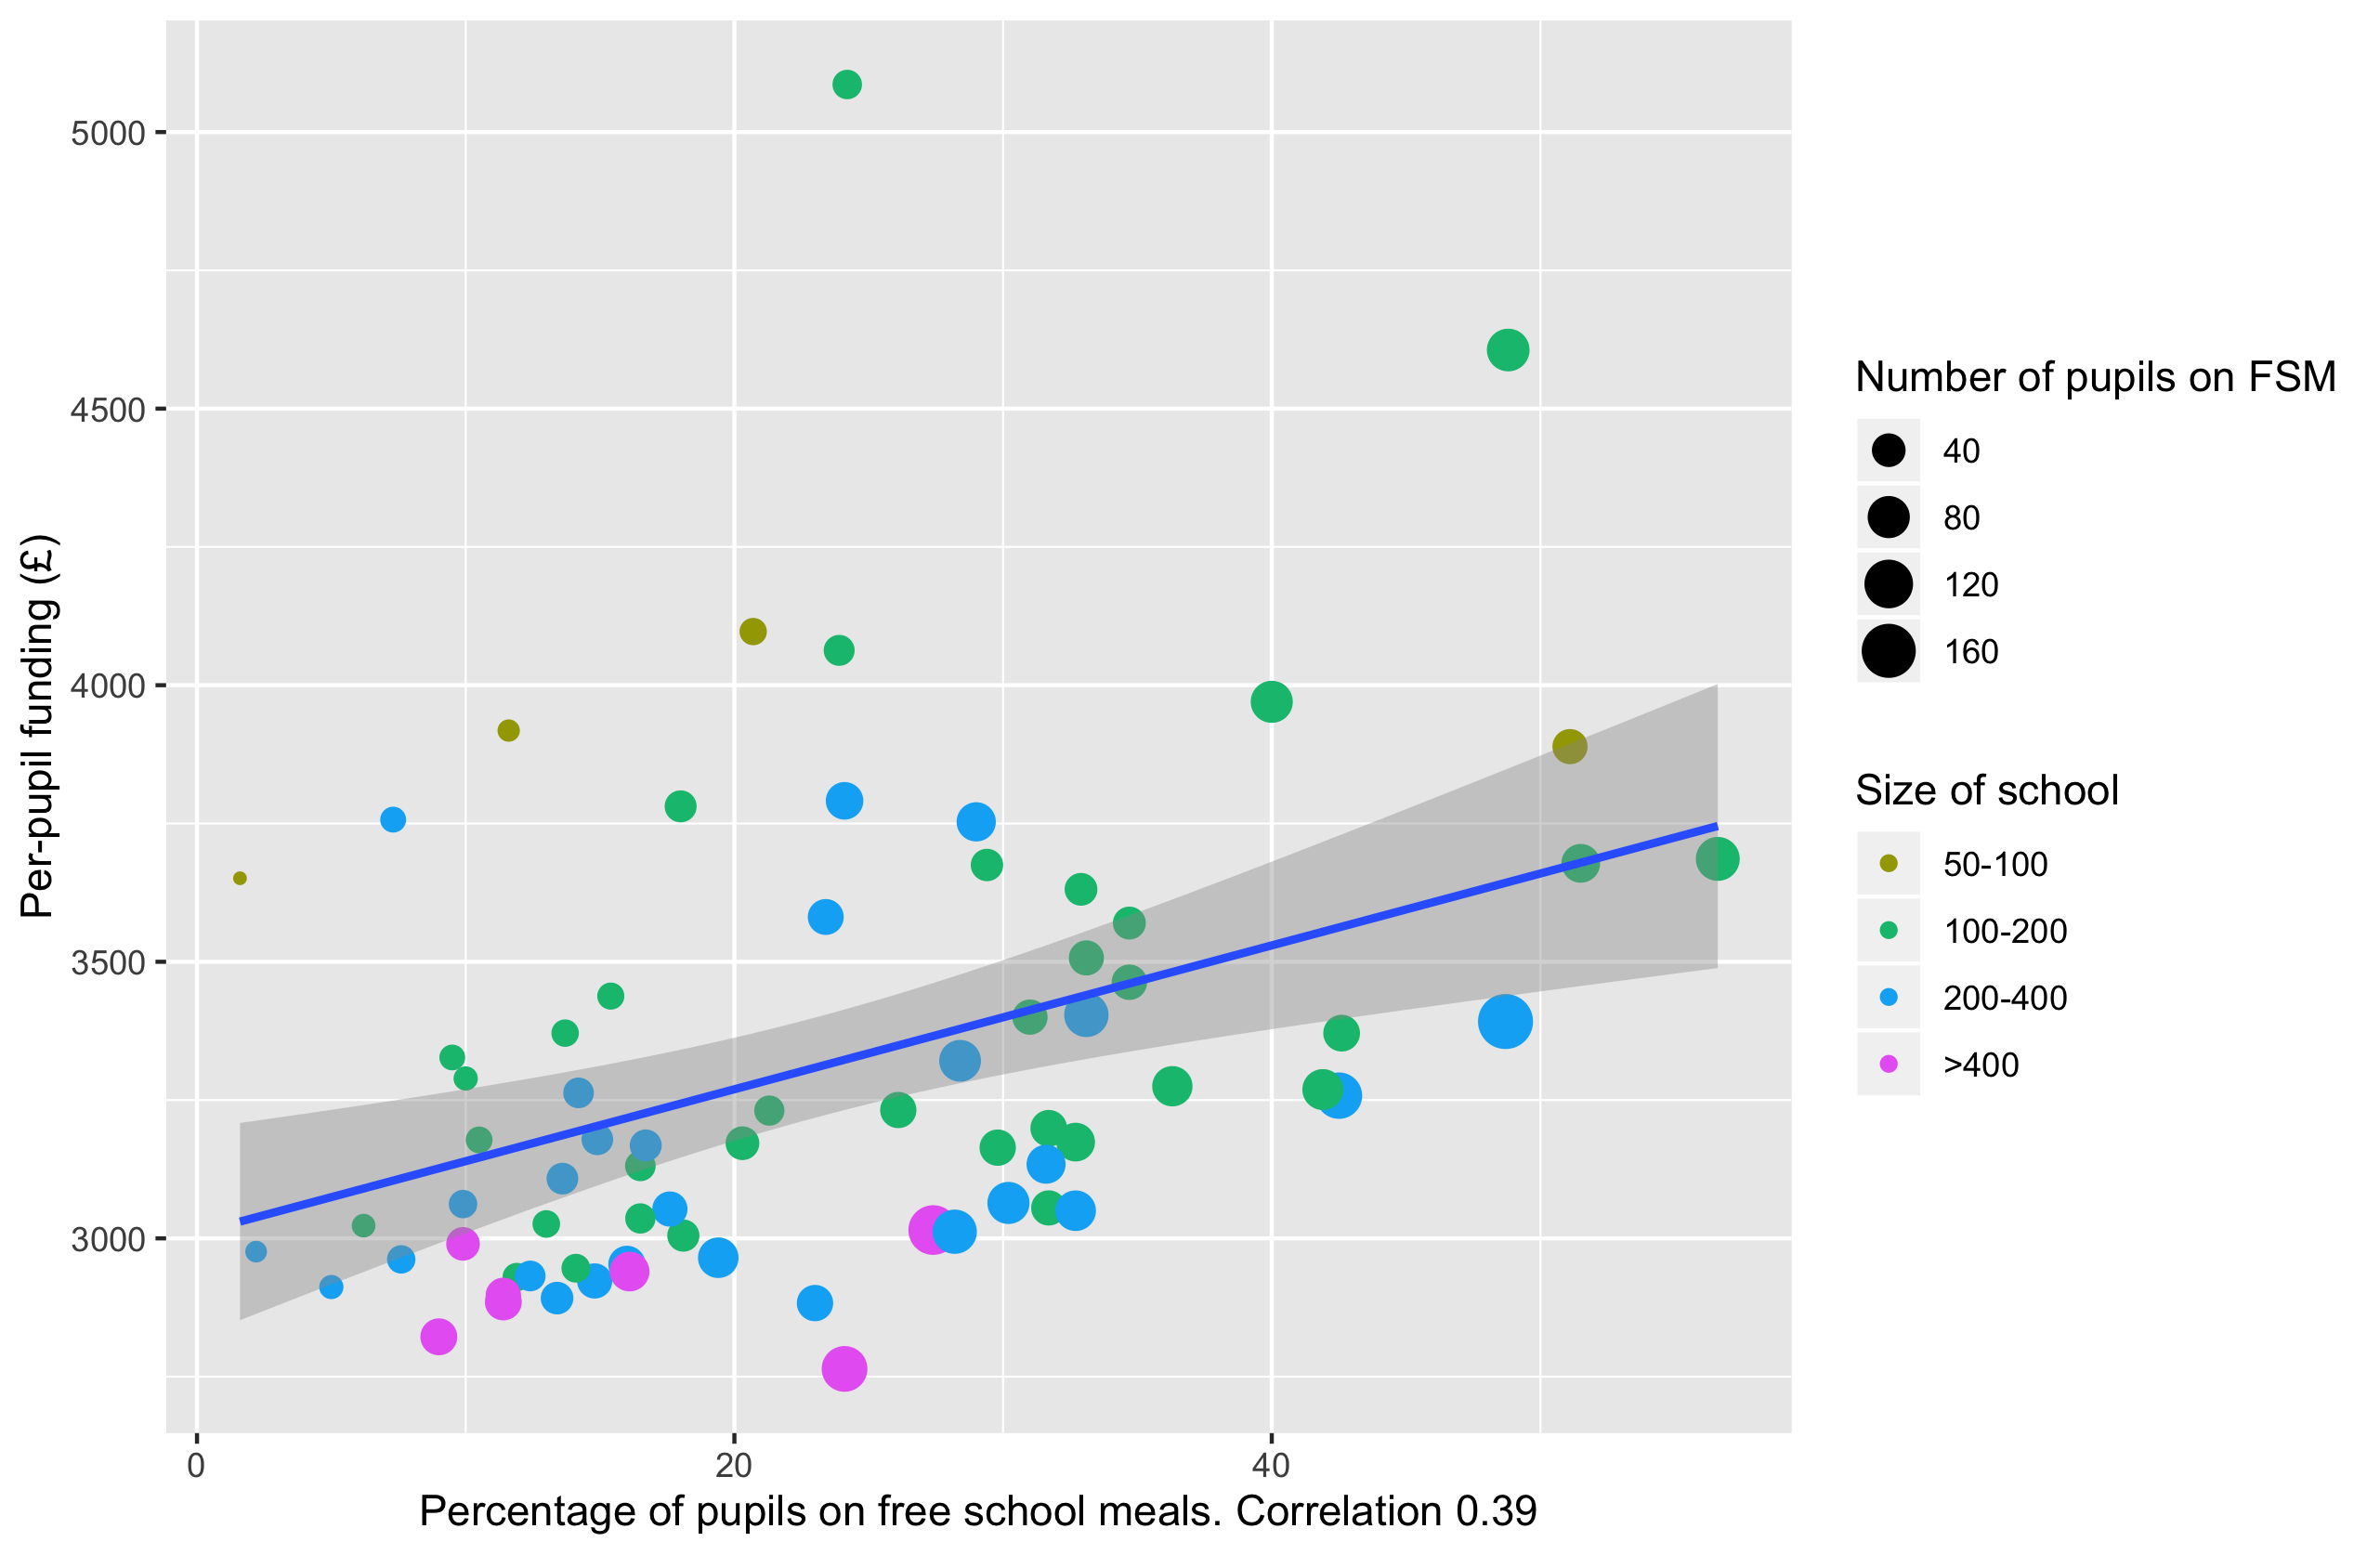 Per-pupil funding (£)
5000
4500
4000
3500
3000
0 20 40
Percentage of pupils on free school meals. Correlation 0.39
Number of pupils on FSM
40
80
120
160
Size of school
50-100
100-200
200-400
>400